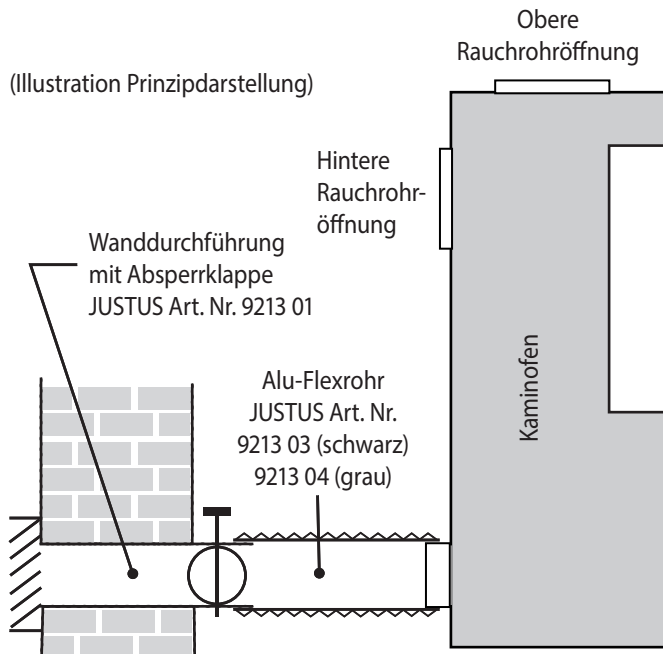 Obere
Rauchrohröffnung
(Illustration Prinzipdarstellung)
Hintere
Rauchrohr-
öffnung
Wanddurchführung
mit Absperrklappe
JUSTUS Art. Nr. 9213 01
Alu-Flexrohr
JUSTUS Art. Nr.
9213 03 (schwarz)
9213 04 (grau)
Kaminofen